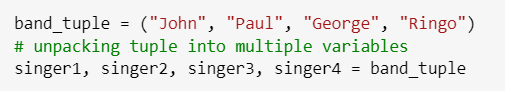 band_tuple = ("John", "Paul", "George", "Ringo")
# unpacking tuple into multiple variables
singer1, singer2, singer3, singer4 = band_tuple